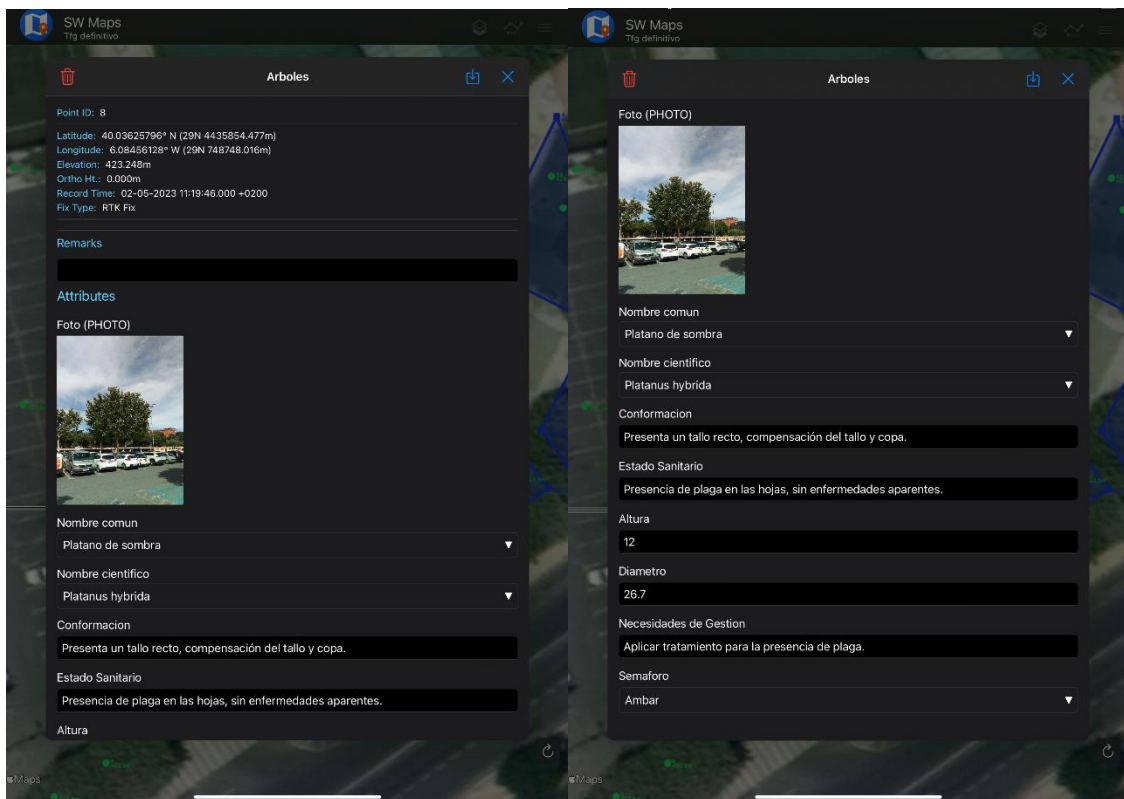 SW Maps
Tfg definitivo
Arboles
Point ID: 8
Latitude: 40.03625796° N (29N 4435854.477m)
Longitude: 6.08456128° W (29N 748748.016m)
Elevation: 423.248m
Ortho Ht.: 0.000m
Record Time: 02-05-2023 11:19:46.000 +0200
Fix Type: RTK Fix
Remarks
Attributes
Foto (PHOTO)
Nombre comun
Platano de sombra
Nombre cientifico
Platanus hybrida
Conformacion
Presenta un tallo recto, compensación del tallo y copa.
Estado Sanitario
Presencia de plaga en las hojas, sin enfermedades aparentes.
Altura
Maps
SW Maps
Tfg definitivo
Arboles
Foto (PHOTO)
Nombre comun
Platano de sombra
Nombre cientifico
Platanus hybrida
Conformacion
Presenta un tallo recto, compensación del tallo y copa.
Estado Sanitario
Presencia de plaga en las hojas, sin enfermedades aparentes.
Altura
12
Diametro
26.7
Necesidades de Gestion
Aplicar tratamiento para la presencia de plaga.
Semaforo
Ambar
Maps